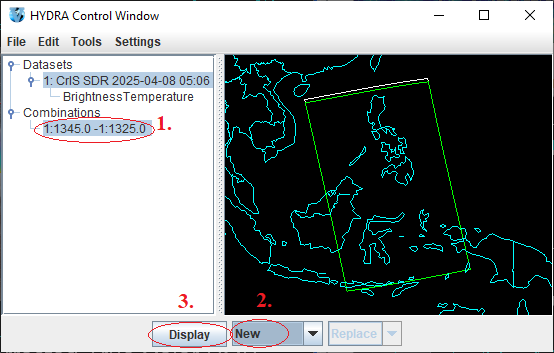 HYDRA Control Window
File Edit Tools Settings
Datasets
1: CrIS SDR 2025-04-08 05:06
BrightnessTemperature
Combinations
1:1345.0 -1:1325.0 1.
3. 2.
Display New Replace